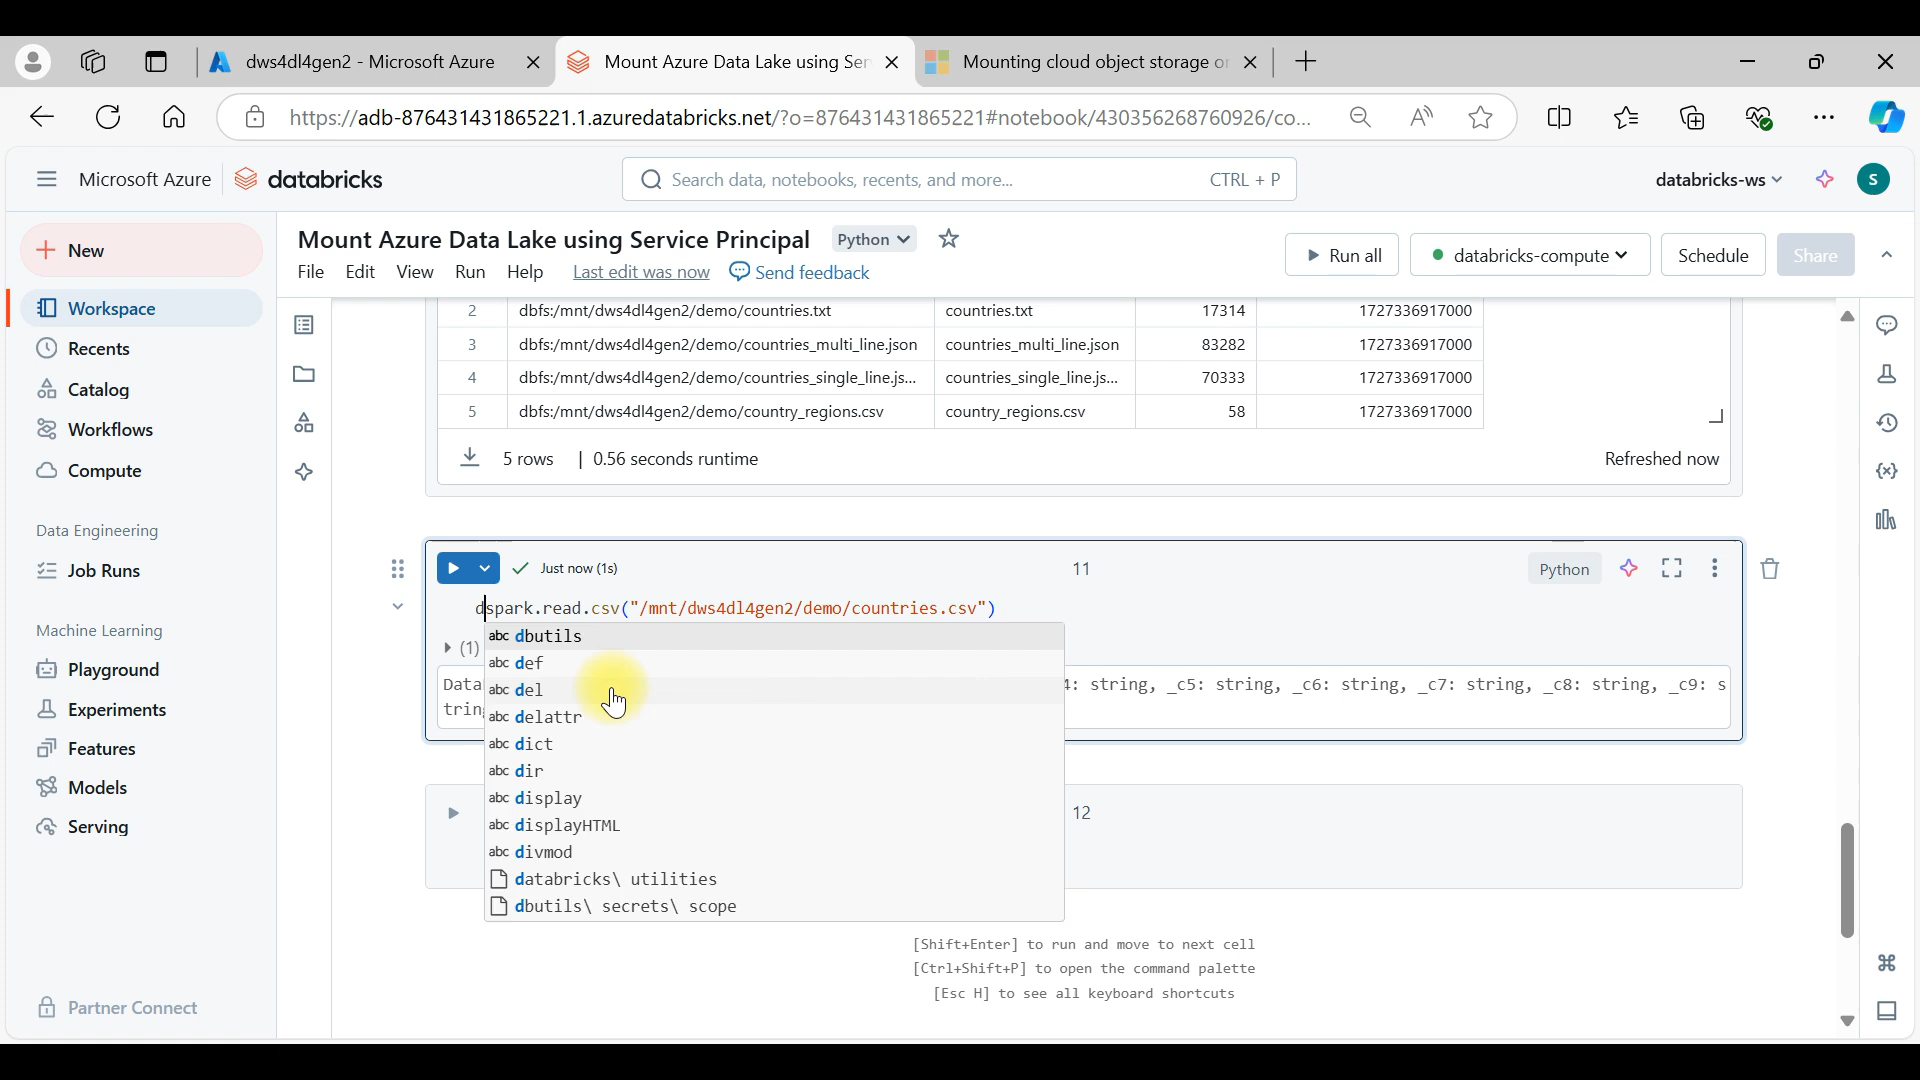 dws4dl4gen2 - Microsoft Azure
Mount Azure Data Lake using Ser
Mounting cloud object storage or
https://adb-876431431865221.1.azuredatabricks.net/?o=876431431865221#notebook/430356268760926/co...
Microsoft Azure databricks
Search data, notebooks, recents, and more... CTRL + P
databricks-ws
S
New
Workspace
Recents
Catalog
Workflows
Compute
Data Engineering
Job Runs
Machine Learning
Playground
Experiments
Features
Models
Serving
Partner Connect
Mount Azure Data Lake using Service Principal Python
File Edit View Run Help Last edit was now Send feedback
Run all databricks-compute Schedule Share
2 dbfs:/mnt/dws4dl4gen2/demo/countries.txt countries.txt 17314 1727336917000
3 dbfs:/mnt/dws4dl4gen2/demo/countries_multi_line.json countries_multi_line.json 83282 1727336917000
4 dbfs:/mnt/dws4dl4gen2/demo/countries_single_line.js... countries_single_line.js... 70333 1727336917000
5 dbfs:/mnt/dws4dl4gen2/demo/country_regions.csv country_regions.csv 58 1727336917000
5 rows | 0.56 seconds runtime Refreshed now
Just now (1s) 11 Python
dspark.read.csv("/mnt/dws4dl4gen2/demo/countries.csv")
(1)
Data 4: string, _c5: string, _c6: string, _c7: string, _c8: string, _c9: s
tring
abc dbutils
abc def
abc del
abc delattr
abc dict
abc dir
abc display
abc displayHTML
abc divmod
databricks\ utilities
dbutils\ secrets\ scope
12
[Shift+Enter] to run and move to next cell
[Ctrl+Shift+P] to open the command palette
[Esc H] to see all keyboard shortcuts